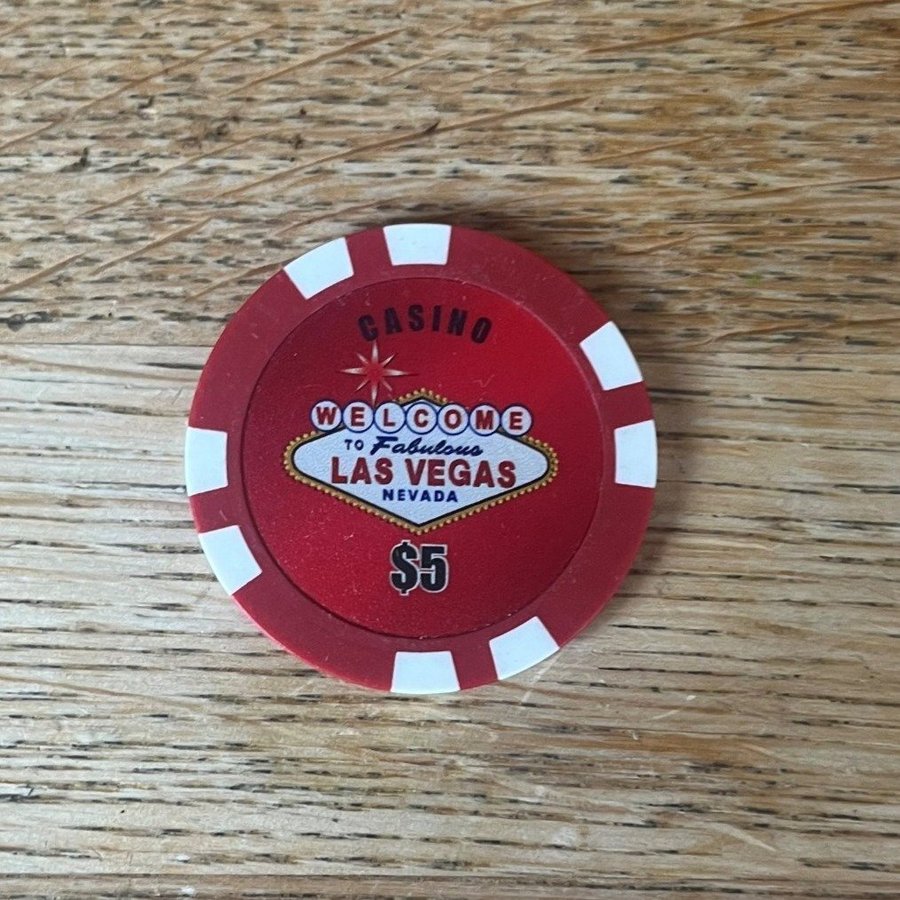 CASINO
WELCOME
TO Fabulous
LAS VEGAS
NEVADA
$5